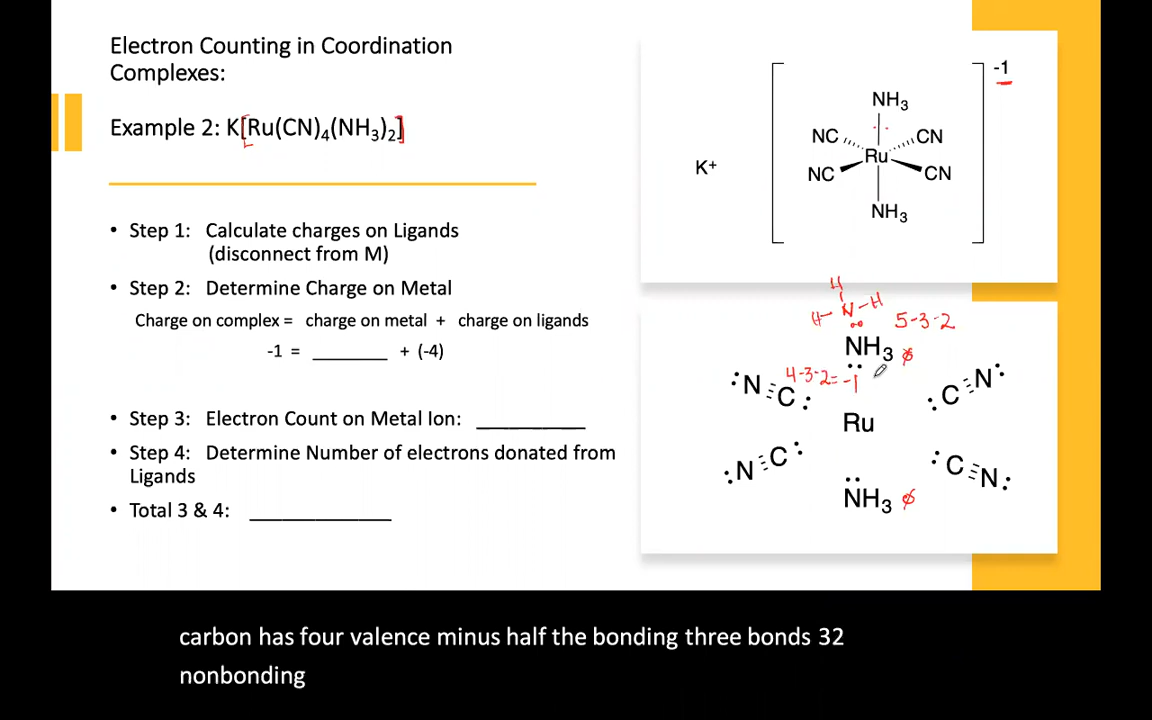 Electron Counting in Coordination
Complexes:
Example 2: K[Ru(CN)₄(NH₃)₂]
• Step 1: Calculate charges on Ligands
(disconnect from M)
• Step 2: Determine Charge on Metal
Charge on complex = charge on metal + charge on ligands
-1 = ________ + (-4)
• Step 3: Electron Count on Metal Ion: __________
• Step 4: Determine Number of electrons donated from
Ligands
• Total 3 & 4: _____________
-1
NH₃
NC CN
K⁺ Ru
NC CN
NH₃
H
H-N-H
5-3-2
NH₃ ∅
4-3-2=-1
:N≡C: :C≡N:
Ru
:N≡C: :C≡N:
NH₃ ∅
carbon has four valence minus half the bonding three bonds 32
nonbonding